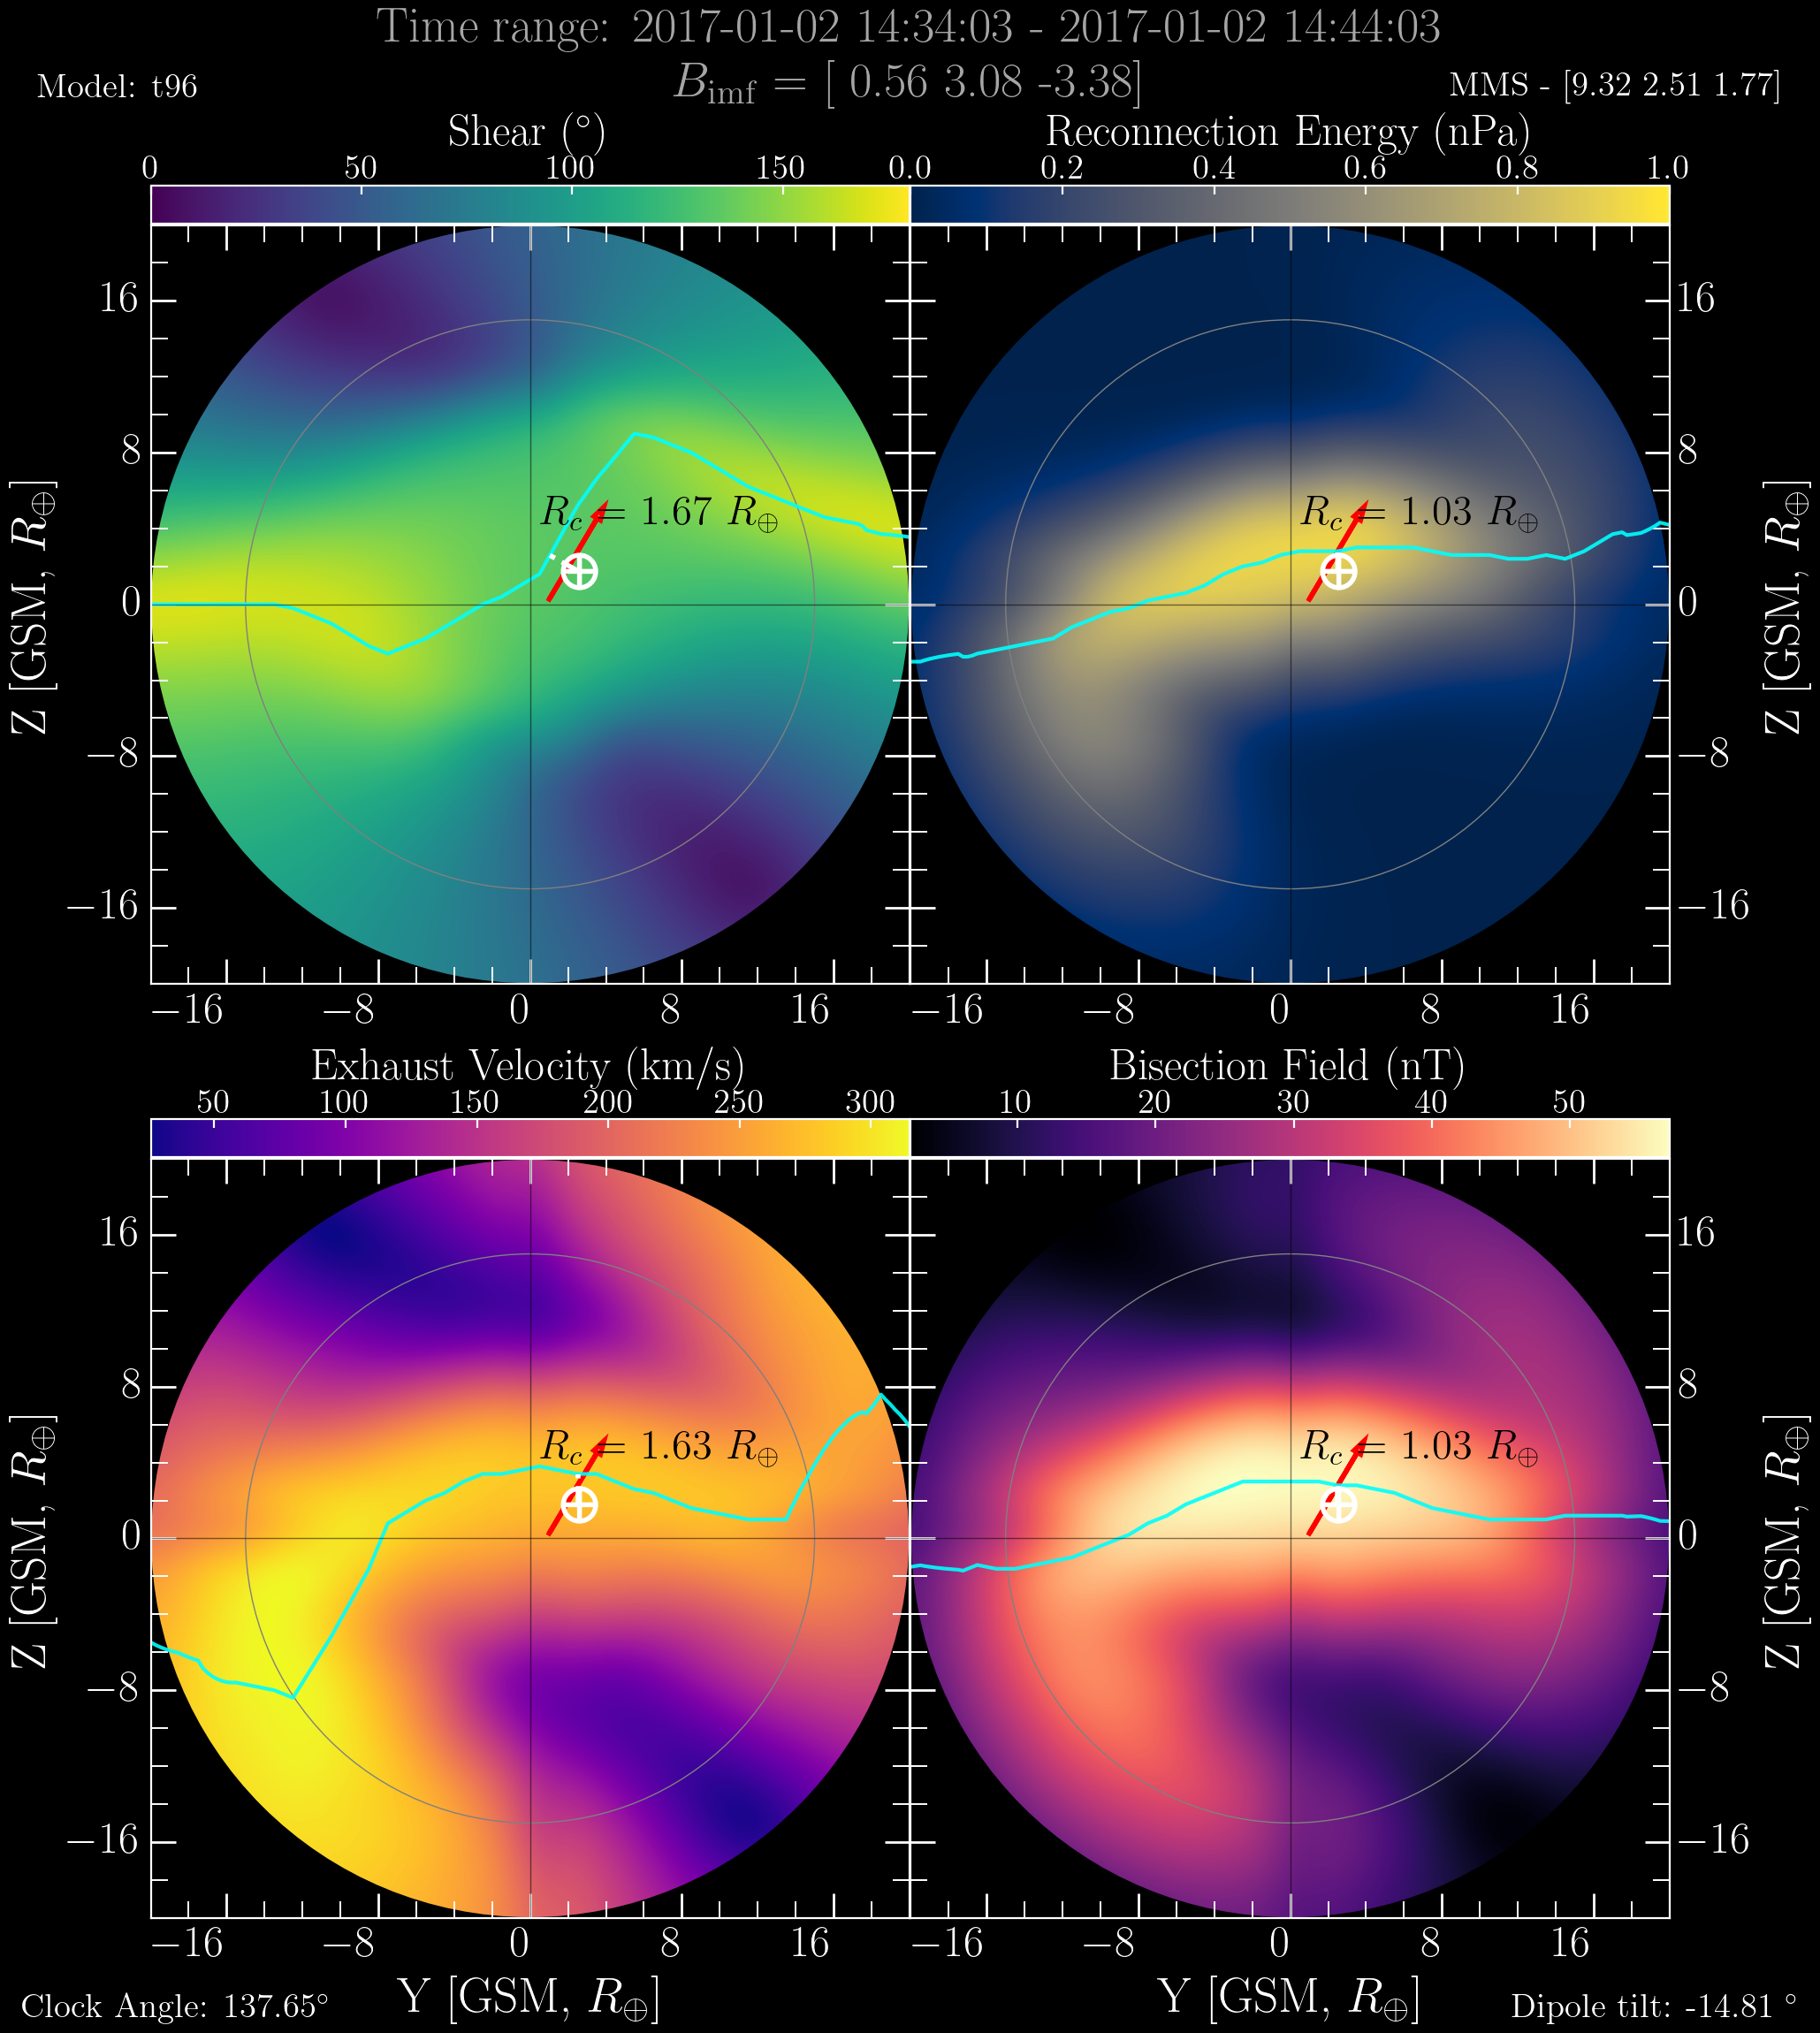 Time range: 2017-01-02 14:34:03 - 2017-01-02 14:44:03
Model: t96
B_imf = [ 0.56 3.08 -3.38]
MMS - [9.32 2.51 1.77]
Shear (°)
Reconnection Energy (nPa)
0 50 100 150
0.0 0.2 0.4 0.6 0.8 1.0
16
8
0
−8
−16
Z [GSM, R⊕]
R_c = 1.67 R⊕
R_c = 1.03 R⊕
16
8
0
−8
−16
Z [GSM, R⊕]
−16 −8 0 8 16
−16 −8 0 8 16
Exhaust Velocity (km/s)
Bisection Field (nT)
50 100 150 200 250 300
10 20 30 40 50
16
8
0
−8
−16
Z [GSM, R⊕]
R_c = 1.63 R⊕
R_c = 1.03 R⊕
16
8
0
−8
−16
Z [GSM, R⊕]
−16 −8 0 8 16
−16 −8 0 8 16
Y [GSM, R⊕]
Y [GSM, R⊕]
Clock Angle: 137.65°
Dipole tilt: -14.81 °